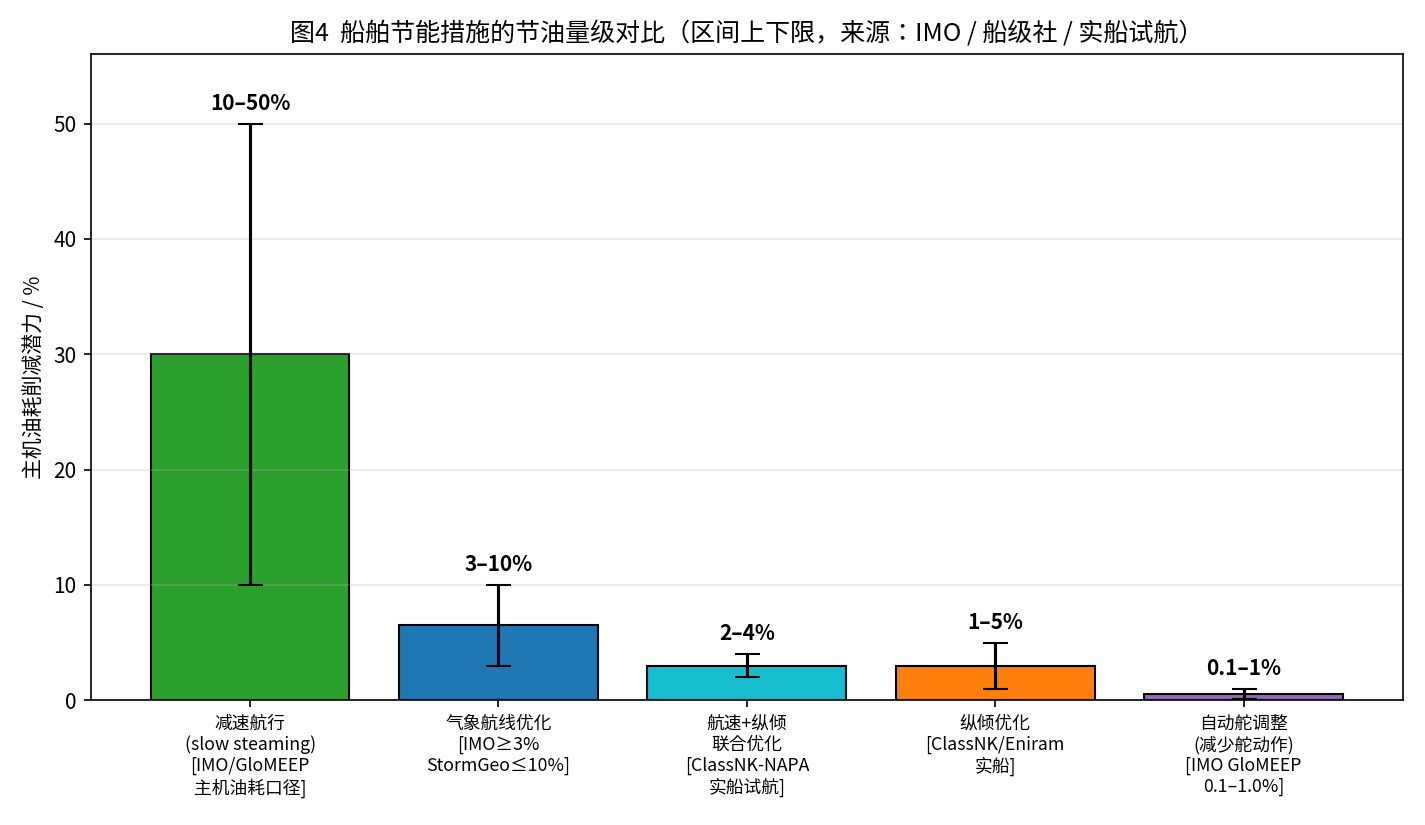 图4 船舶节能措施的节油量级对比（区间上下限，来源：IMO / 船级社 / 实船试航）
主机油耗削减潜力 / %
50
40
30
20
10
0
10–50%
3–10%
2–4%
1–5%
0.1–1%
减速航行
(slow steaming)
[IMO/GloMEEP
主机油耗口径]
气象航线优化
[IMO≥3%
StormGeo≤10%]
航速+纵倾
联合优化
[ClassNK-NAPA
实船试航]
纵倾优化
[ClassNK/Eniram
实船]
自动舵调整
(减少舵动作)
[IMO GloMEEP
0.1–1.0%]